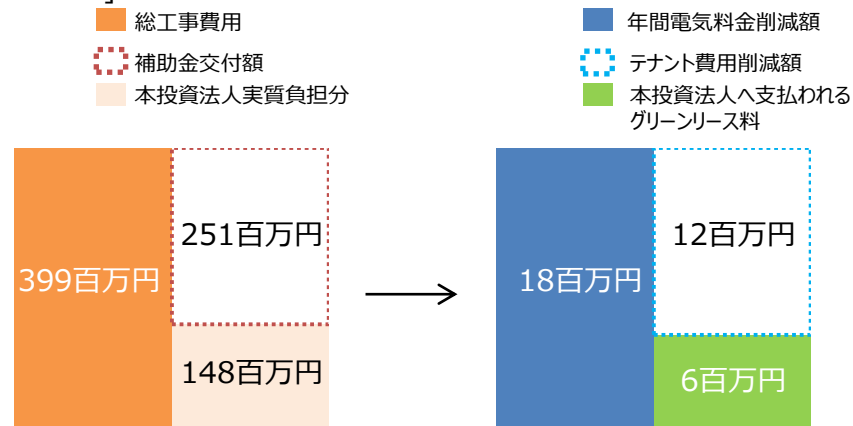 総工事費用
補助金交付額
本投資法人実質負担分
年間電気料金削減額
テナント費用削減額
本投資法人へ支払われる
グリーンリース料
399百万円
251百万円
148百万円
18百万円
12百万円
6百万円